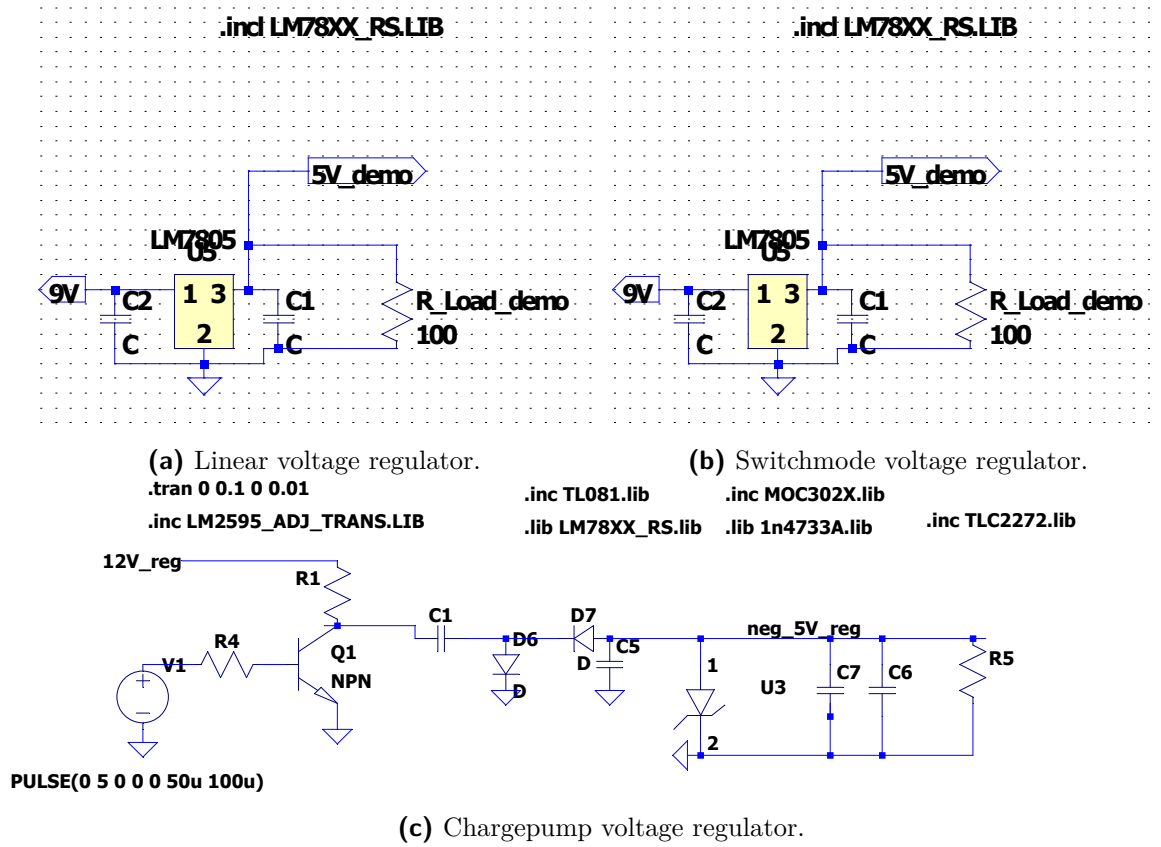 .incl LM78XX_RS.LIB
5V_demo
LM7805
U5
9V
C2
1 3
C1
R_Load_demo
C
2
C
100
(a) Linear voltage regulator.
.incl LM78XX_RS.LIB
5V_demo
LM7805
U5
9V
C2
1 3
C1
R_Load_demo
C
2
C
100
(b) Switchmode voltage regulator.
.tran 0 0.1 0 0.01
.inc LM2595_ADJ_TRANS.LIB
.inc TL081.lib
.lib LM78XX_RS.lib
.inc MOC302X.lib
.lib 1n4733A.lib
.inc TLC2272.lib
12V_reg
R1
C1
D6
D
D7
D
C5
neg_5V_reg
R4
V1
Q1
NPN
1
U3
2
C7
C6
R5
PULSE(0 5 0 0 0 50u 100u)
(c) Chargepump voltage regulator.